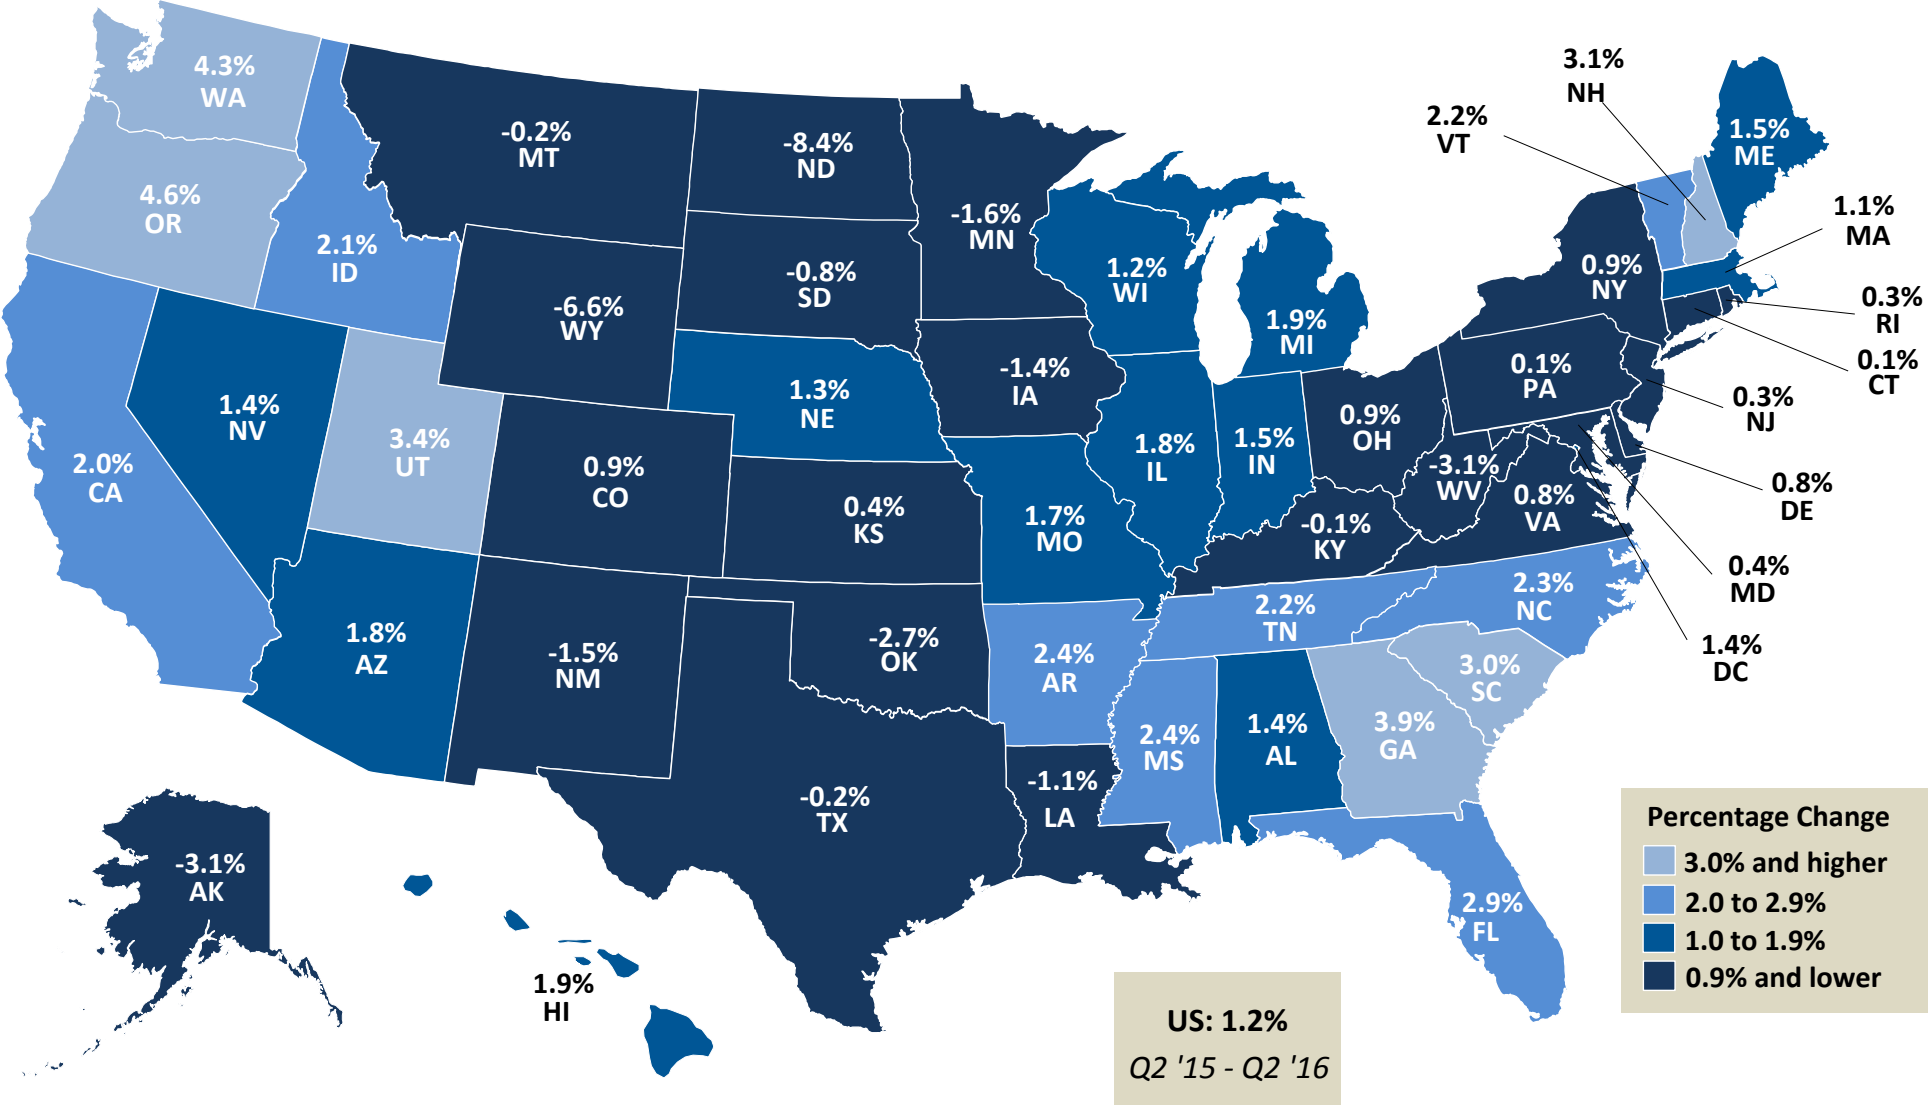 4.3%
WA
4.6%
OR
2.1%
ID
-0.2%
MT
-8.4%
ND
-1.6%
MN
-0.8%
SD
-6.6%
WY
1.2%
WI
1.9%
MI
3.1%
NH
2.2%
VT
1.5%
ME
1.1%
MA
0.9%
NY
0.3%
RI
0.1%
CT
0.1%
PA
0.3%
NJ
0.8%
DE
0.4%
MD
1.4%
DC
2.0%
CA
1.4%
NV
3.4%
UT
0.9%
CO
1.3%
NE
-1.4%
IA
1.8%
IL
1.5%
IN
0.9%
OH
-3.1%
WV
0.8%
VA
0.4%
KS
1.7%
MO
-0.1%
KY
2.3%
NC
2.2%
TN
1.8%
AZ
-1.5%
NM
-2.7%
OK
2.4%
AR
3.0%
SC
2.4%
MS
1.4%
AL
3.9%
GA
-0.2%
TX
-1.1%
LA
2.9%
FL
-3.1%
AK
1.9%
HI
Percentage Change
3.0% and higher
2.0 to 2.9%
1.0 to 1.9%
0.9% and lower
US: 1.2%
Q2 '15 - Q2 '16